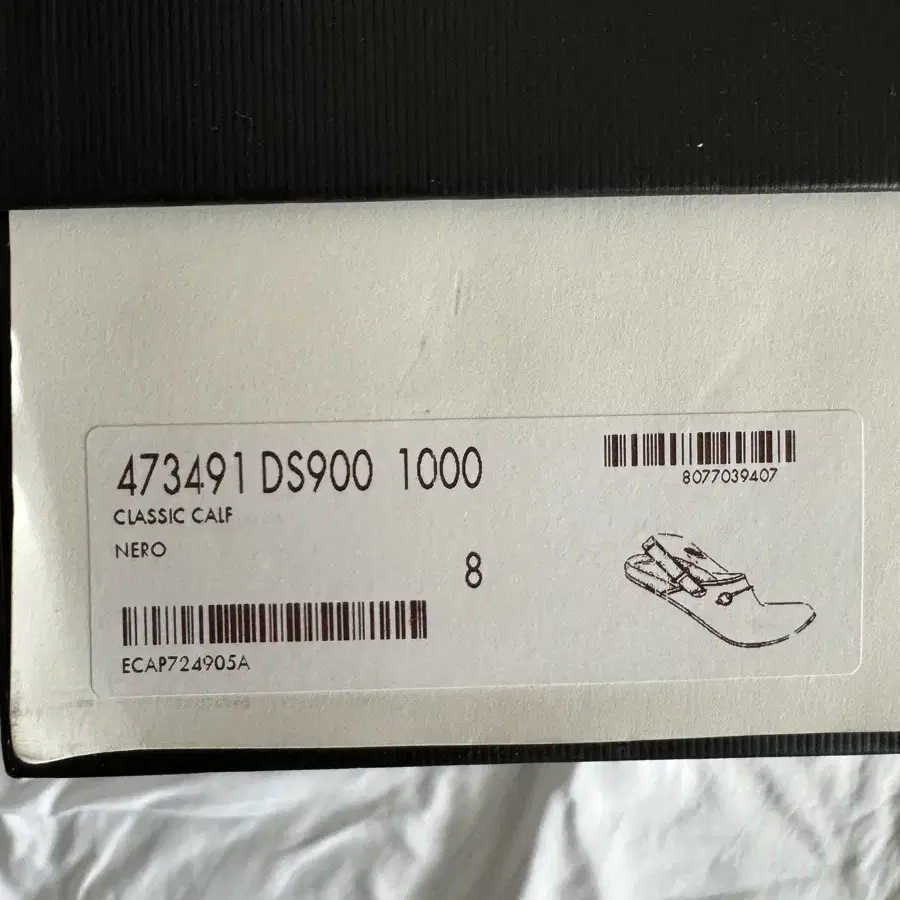 473491 DS900 1000
8077039407
CLASSIC CALF
NERO
8
ECAP724905A